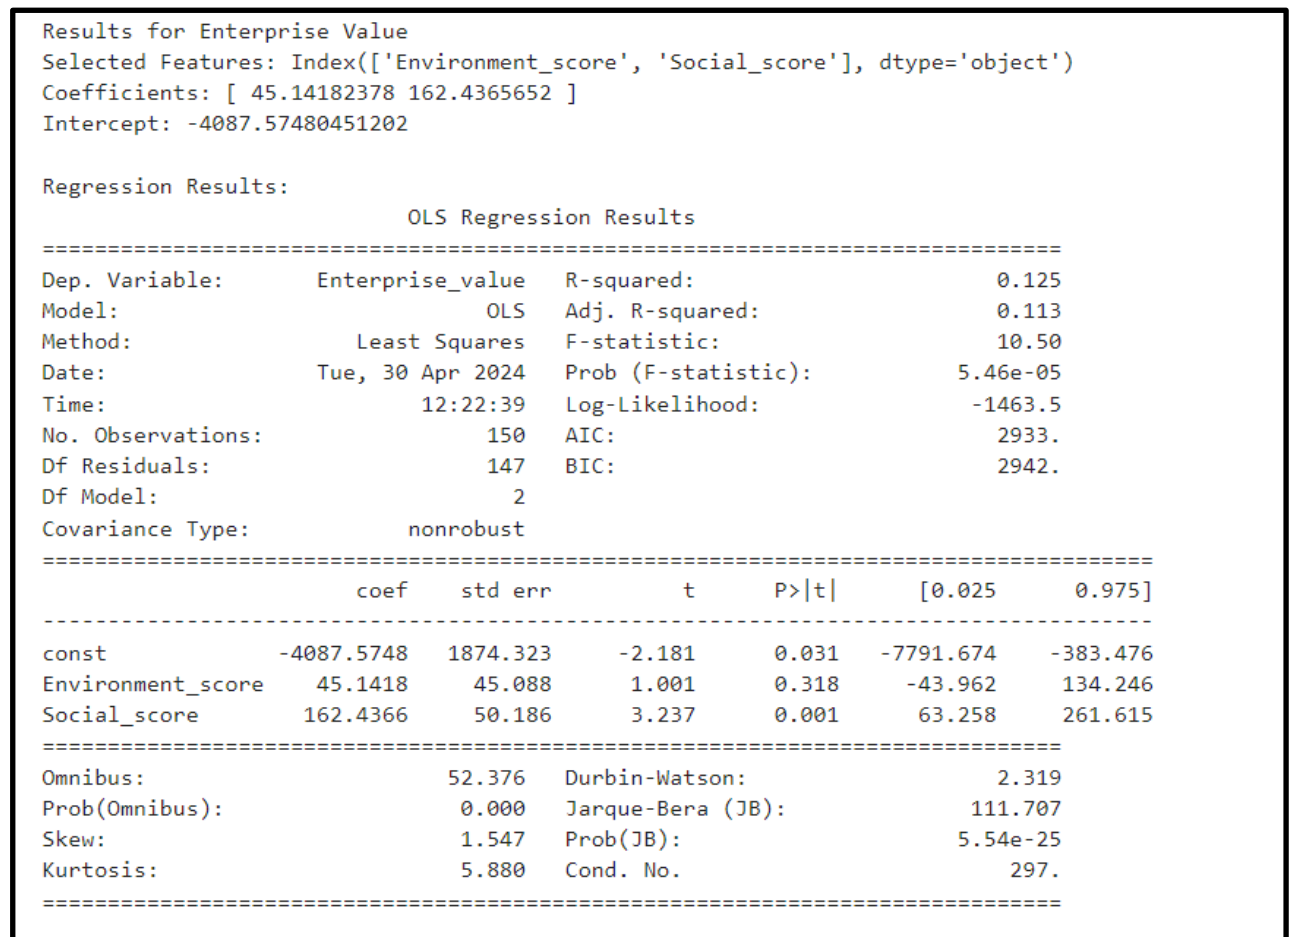 Results for Enterprise Value
Selected Features: Index(['Environment_score', 'Social_score'], dtype='object')
Coefficients: [ 45.14182378 162.4365652 ]
Intercept: -4087.57480451202
Regression Results:
OLS Regression Results
==============================================================================
Dep. Variable: Enterprise_value R-squared: 0.125
Model: OLS Adj. R-squared: 0.113
Method: Least Squares F-statistic: 10.50
Date: Tue, 30 Apr 2024 Prob (F-statistic): 5.46e-05
Time: 12:22:39 Log-Likelihood: -1463.5
No. Observations: 150 AIC: 2933.
Df Residuals: 147 BIC: 2942.
Df Model: 2
Covariance Type: nonrobust
=====================================================================================
coef std err t P>|t| [0.025 0.975]
-------------------------------------------------------------------------------------
const -4087.5748 1874.323 -2.181 0.031 -7791.674 -383.476
Environment_score 45.1418 45.088 1.001 0.318 -43.962 134.246
Social_score 162.4366 50.186 3.237 0.001 63.258 261.615
==============================================================================
Omnibus: 52.376 Durbin-Watson: 2.319
Prob(Omnibus): 0.000 Jarque-Bera (JB): 111.707
Skew: 1.547 Prob(JB): 5.54e-25
Kurtosis: 5.880 Cond. No. 297.
==============================================================================